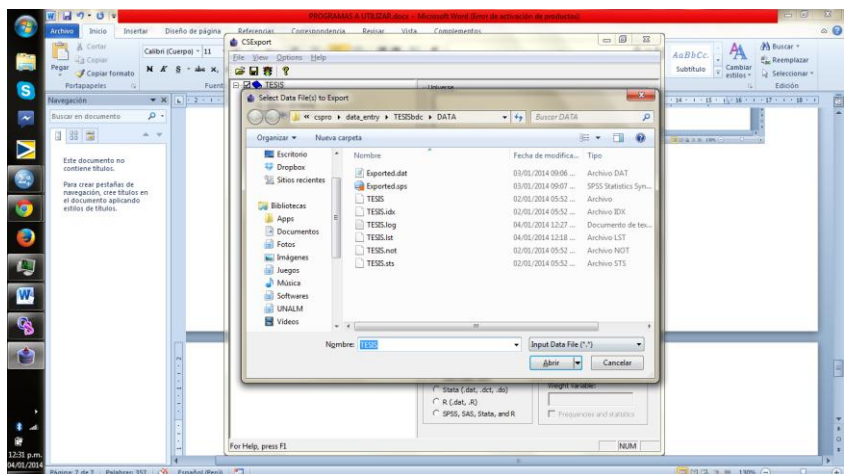 PROGRAMAS A UTILIZAR.docx - Microsoft Word (Error de activación de productos)
Archivo Inicio Insertar Diseño de página Referencias Correspondencia Revisar Vista Complementos
Cortar
Copiar
Copiar formato
Pegar
Portapapeles
Calibri (Cuerpo) 11
N K S abc x,
Fuent
AaBbCc.
Subtítulo
Cambiar
estilos
Buscar
Reemplazar
Seleccionar
Edición
Navegación
Buscar en documento
Este documento no
contiene títulos.
Para crear pestañas de
navegación, cree títulos en
el documento aplicando
estilos de títulos.
CSExport
File View Options Help
TESIS
Universe
Select Data File(s) to Export
« cspro data_entry TESISbdc DATA
Buscar DATA
Organizar Nueva carpeta
Escritorio
Dropbox
Sitios recientes
Bibliotecas
Apps
Documentos
Fotos
Imágenes
Juegos
Música
Softwares
UNALM
Vídeos
Nombre Fecha de modifica... Tipo
Exported.dat 03/01/2014 09:06 ... Archivo DAT
Exported.sps 03/01/2014 09:07 ... SPSS Statistics Syn...
TESIS 02/01/2014 05:52 ... Archivo
TESIS.idx 02/01/2014 05:52 ... Archivo IDX
TESIS.log 04/01/2014 12:27 ... Documento de tex...
TESIS.lst 04/01/2014 12:18 ... Archivo LST
TESIS.not 02/01/2014 05:52 ... Archivo NOT
TESIS.sts 02/01/2014 05:52 ... Archivo STS
Nombre: TESIS
Input Data File (*.*)
Abrir Cancelar
Stata (.dat, .dct, .do)
R (.dat, .R)
SPSS, SAS, Stata, and R
Weight variable:
Frequencies and statistics
For Help, press F1
NUM
12:31 p.m.
04/01/2014
Página: 7 de 7 Palabras: 357 Español (Perú)
130%